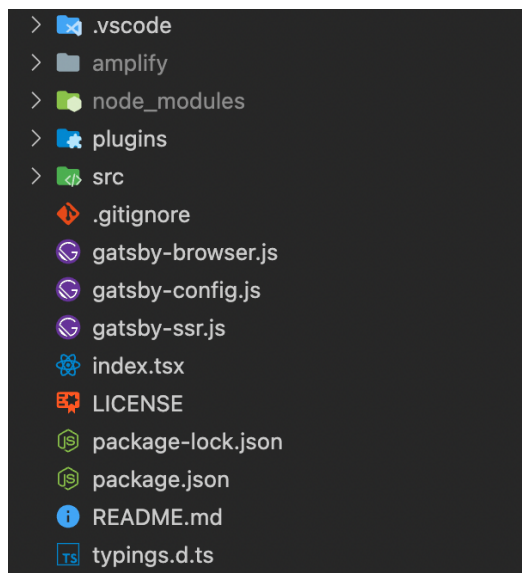 .vscode
amplify
node_modules
plugins
src
.gitignore
gatsby-browser.js
gatsby-config.js
gatsby-ssr.js
index.tsx
LICENSE
package-lock.json
package.json
README.md
TS typings.d.ts